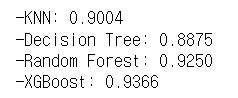 -KNN: 0.9004
-Decision Tree: 0.8875
-Random Forest: 0.9250
-XGBoost: 0.9366